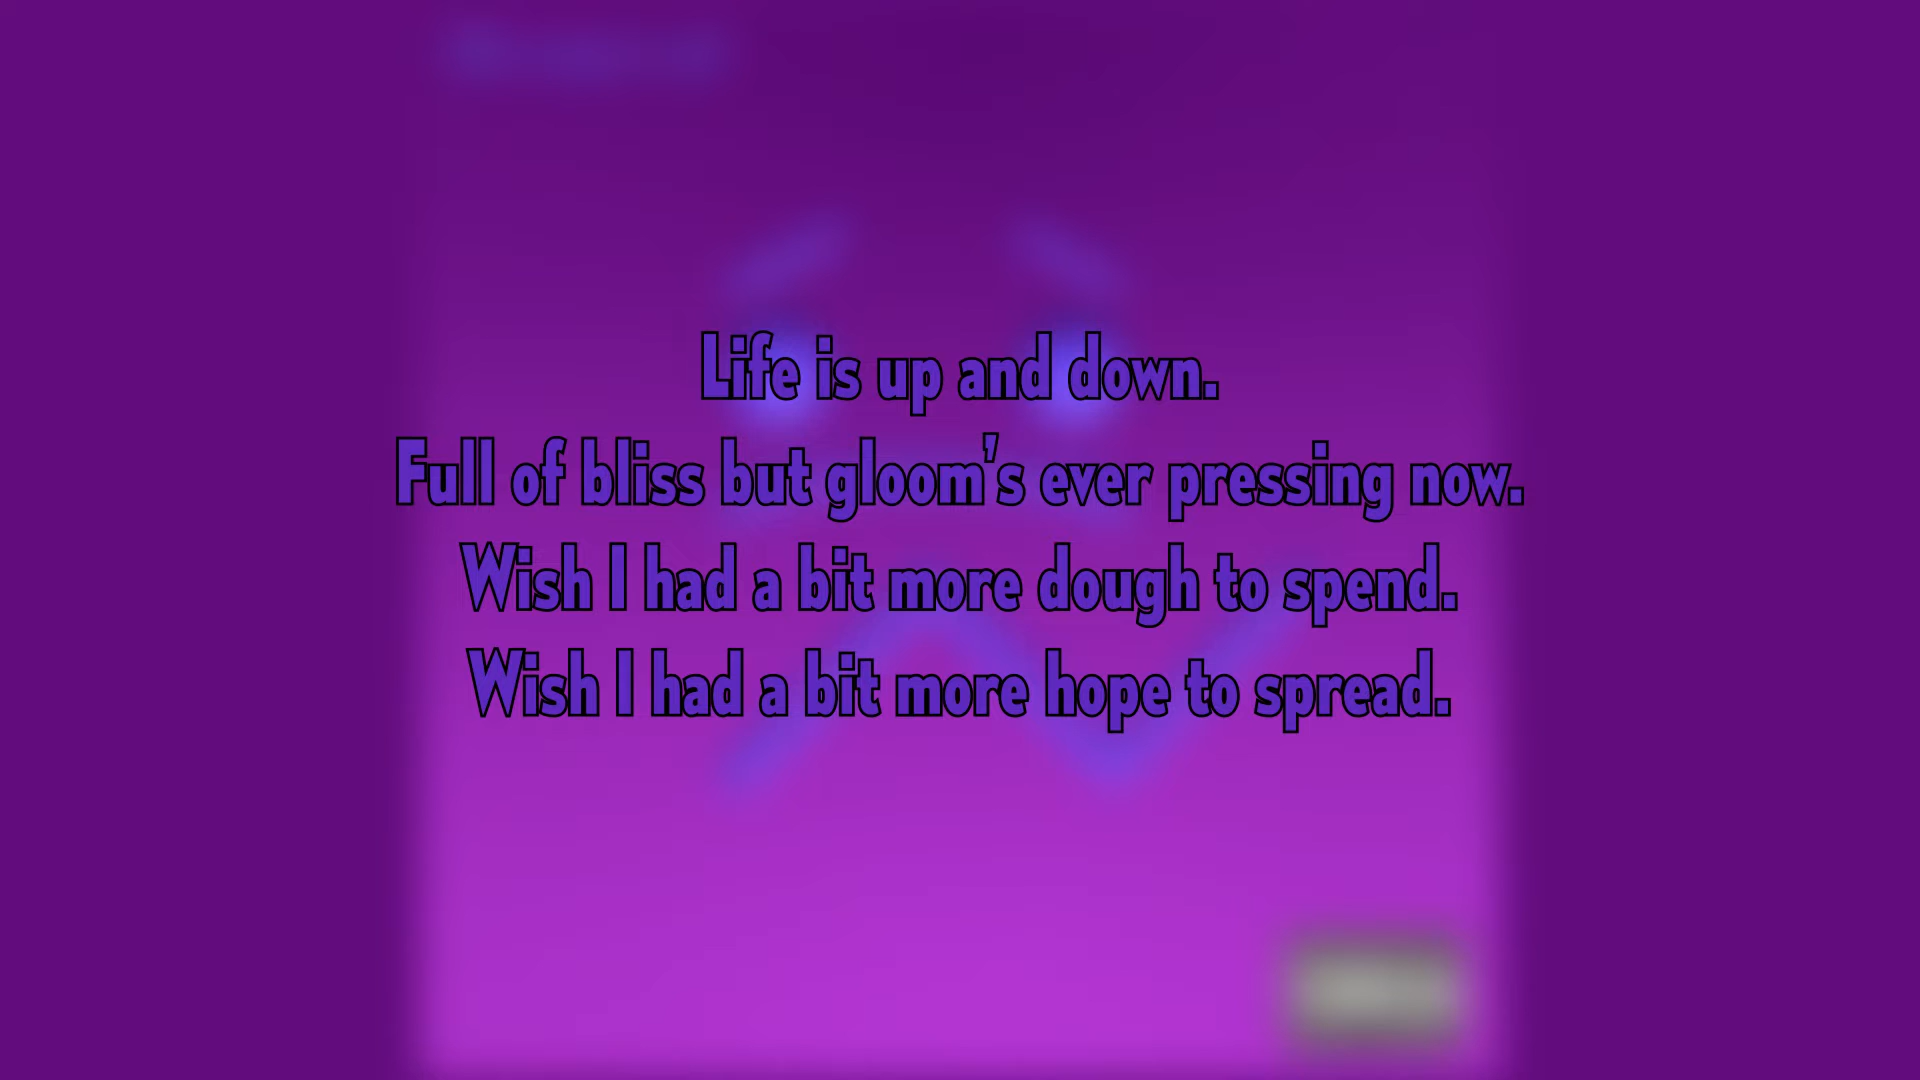 Life is up and down.
Full of bliss but gloom's ever pressing now.
Wish I had a bit more dough to spend.
Wish I had a bit more hope to spread.